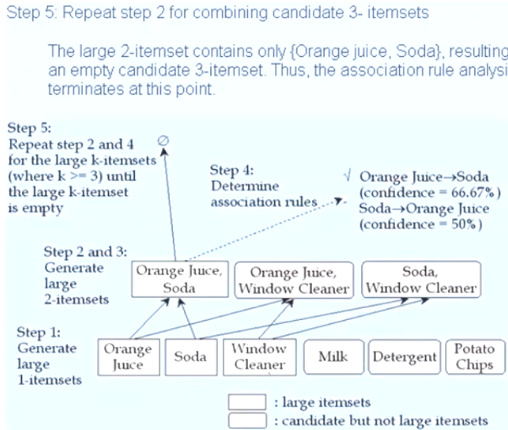 Step 5: Repeat step 2 for combining candidate 3- itemsets
The large 2-itemset contains only {Orange juice, Soda}, resulting
an empty candidate 3-itemset. Thus, the association rule analysi
terminates at this point.
Step 5:
Repeat step 2 and 4
for the large k-itemsets
(where k >= 3) until
the large k-itemset
is empty
∅
Step 4:
Determine
association rules
√ Orange Juice→Soda
(confidence = 66.67%)
Soda→Orange Juice
(confidence = 50%)
Step 2 and 3:
Generate
large
2-itemsets
Orange Juice,
Soda
Orange Juice,
Window Cleaner
Soda,
Window Cleaner
Step 1:
Generate
large
1-itemsets
Orange
Juice
Soda
Window
Cleaner
Milk
Detergent
Potato
Chips
: large itemsets
: candidate but not large itemsets